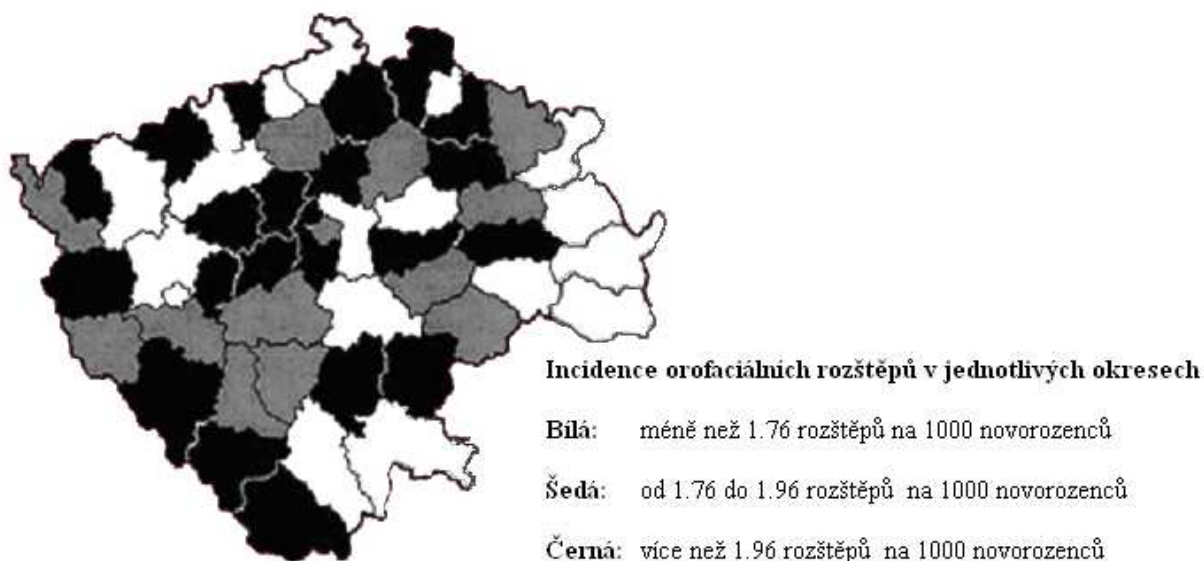 Incidence orofaciálních rozštěpů v jednotlivých okresech
Bílá: méně než 1.76 rozštěpů na 1000 novorozenců
Šedá: od 1.76 do 1.96 rozštěpů na 1000 novorozenců
Černá: více než 1.96 rozštěpů na 1000 novorozenců